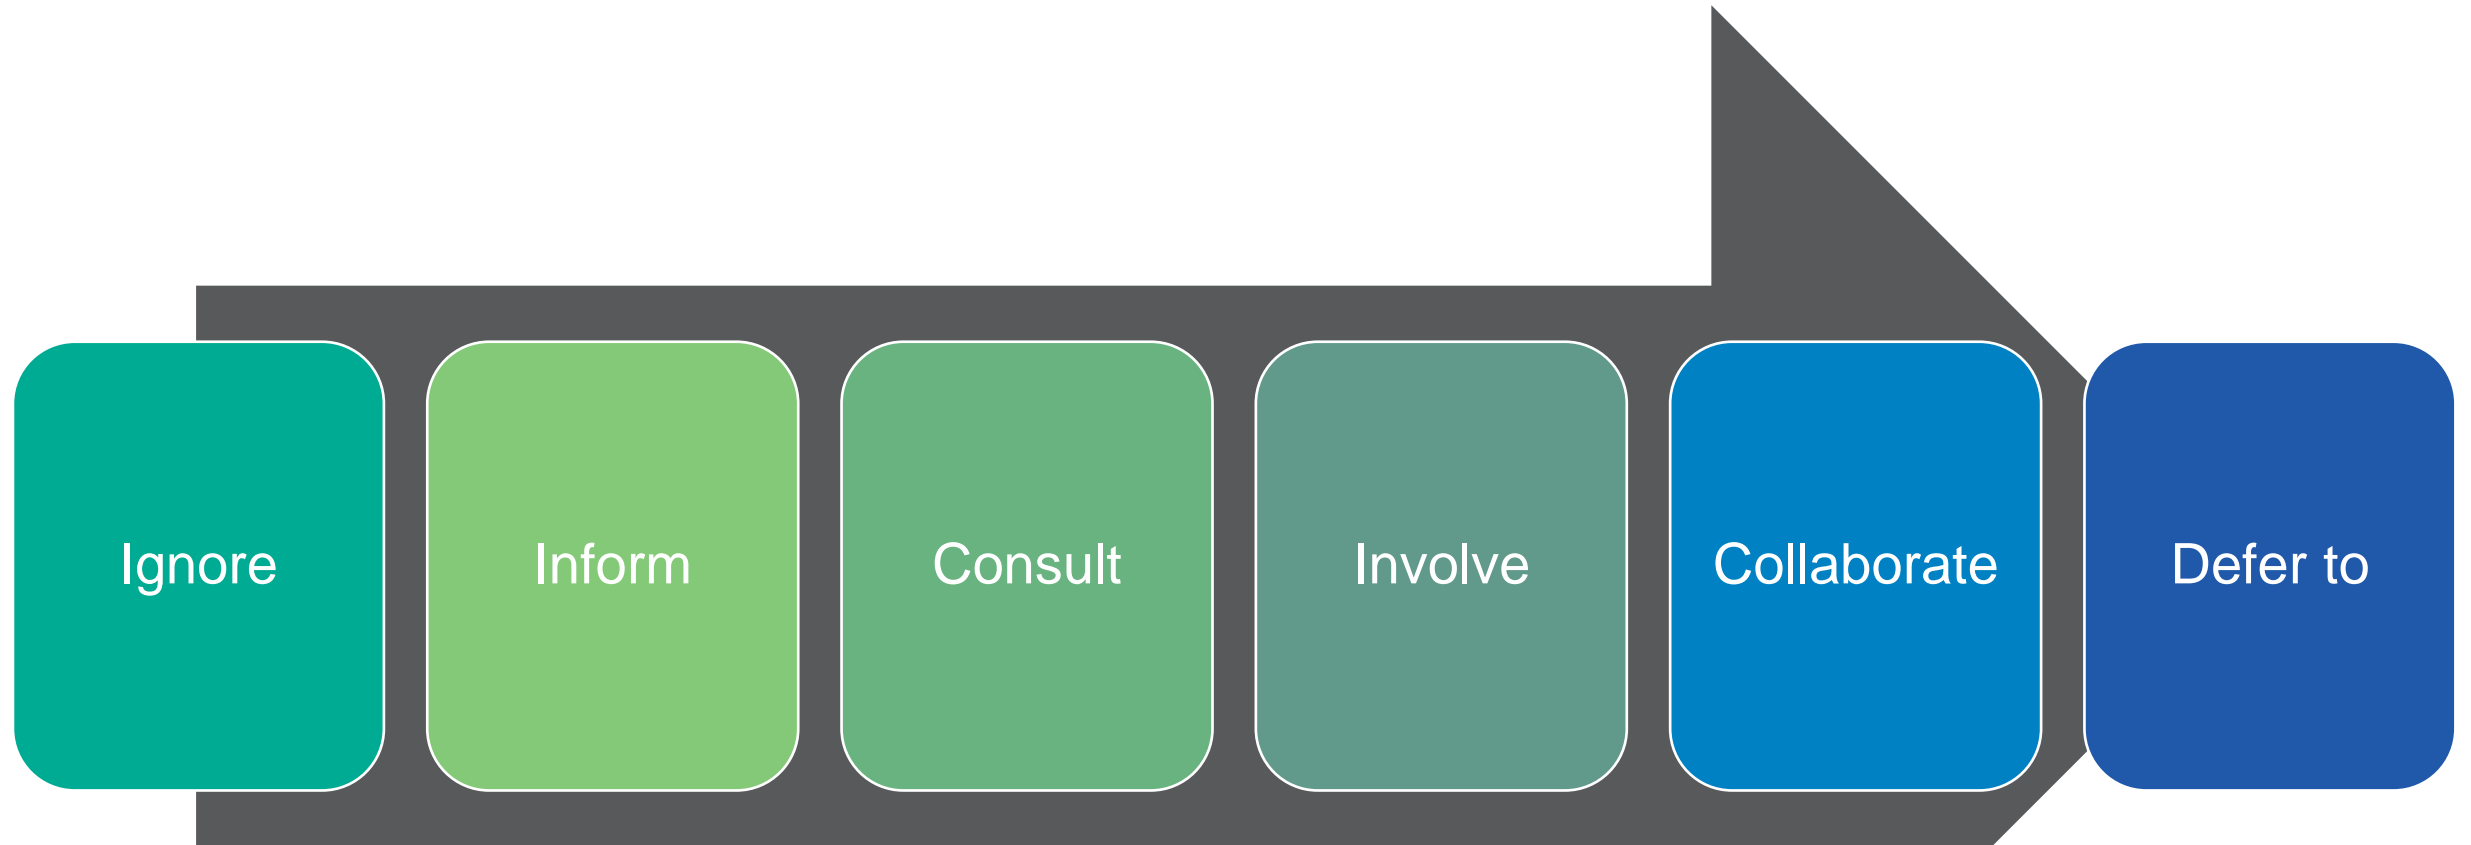 Ignore
Inform
Consult
Involve
Collaborate
Defer to